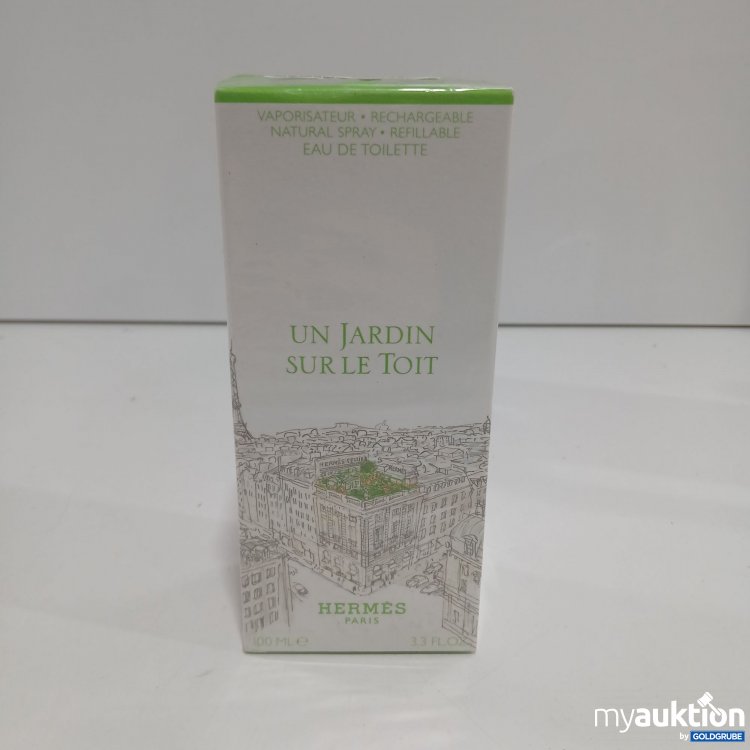 VAPORISATEUR • RECHARGEABLE
NATURAL SPRAY • REFILLABLE
EAU DE TOILETTE
UN JARDIN
SUR LE TOIT
HERMÈS
HERMÈS
PARIS
100 ML e 3.3 FL.OZ
myauktion
by GOLDGRUBE